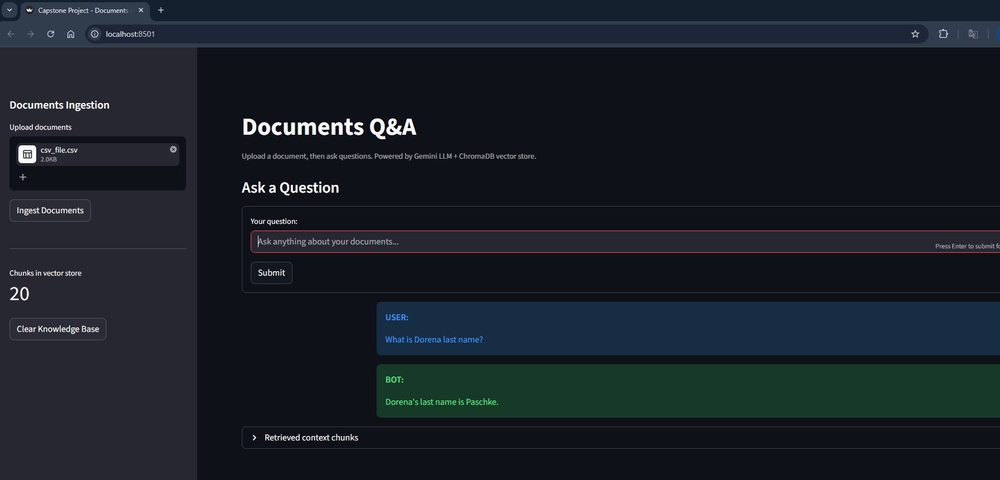 Capstone Project - Documents
localhost:8501
Documents Ingestion
Upload documents
csv_file.csv
2.0KB
Ingest Documents
Chunks in vector store
20
Clear Knowledge Base
Documents Q&A
Upload a document, then ask questions. Powered by Gemini LLM + ChromaDB vector store.
Ask a Question
Your question:
Ask anything about your documents...
Press Enter to submit fo
Submit
USER:
What is Dorena last name?
BOT:
Dorena's last name is Paschke.
Retrieved context chunks